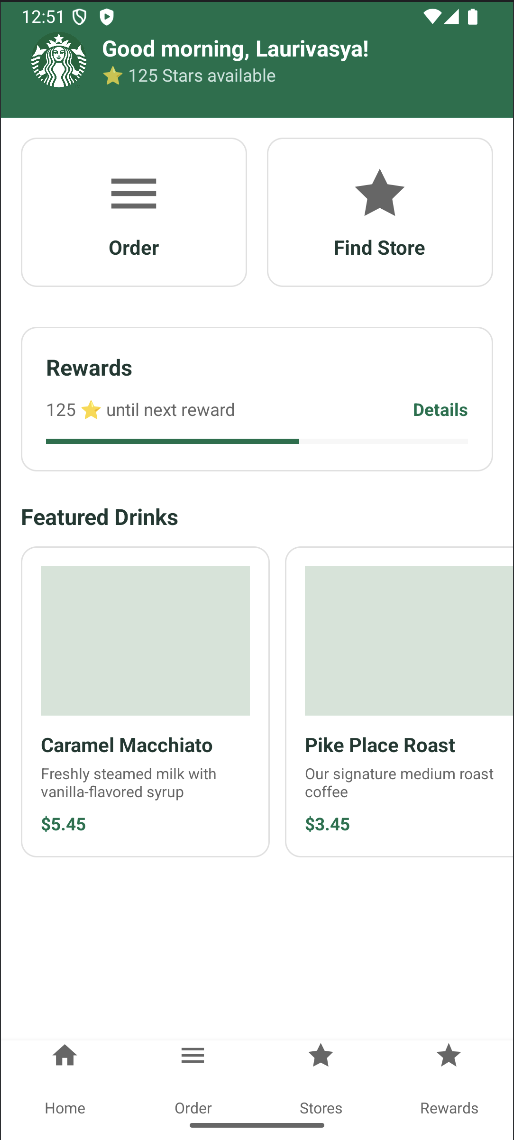 12:51
Good morning, Laurivasya!
⭐ 125 Stars available
Order
Find Store
Rewards
125 ⭐ until next reward
Details
Featured Drinks
Caramel Macchiato
Freshly steamed milk with
vanilla-flavored syrup
$5.45
Pike Place Roast
Our signature medium roast
coffee
$3.45
Home
Order
Stores
Rewards